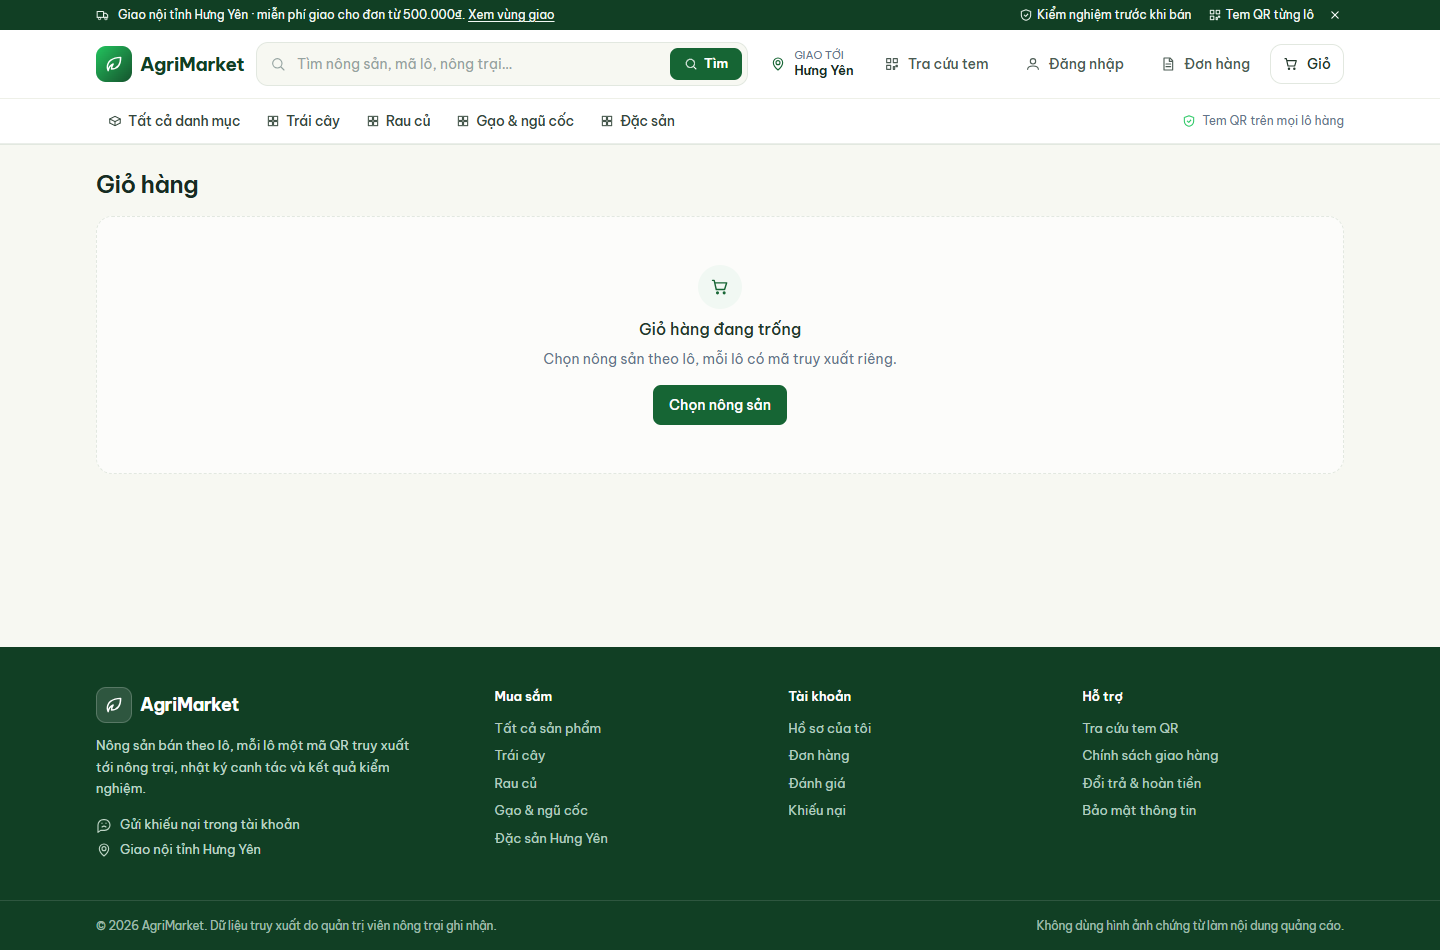 Giao nội tỉnh Hưng Yên · miễn phí giao cho đơn từ 500.000₫. Xem vùng giao
Kiểm nghiệm trước khi bán
Tem QR từng lô
AgriMarket
Tìm nông sản, mã lô, nông trại...
Tìm
GIAO TỚI
Hưng Yên
Tra cứu tem
Đăng nhập
Đơn hàng
Giỏ
Tất cả danh mục
Trái cây
Rau củ
Gạo & ngũ cốc
Đặc sản
Tem QR trên mọi lô hàng
Giỏ hàng
Giỏ hàng đang trống
Chọn nông sản theo lô, mỗi lô có mã truy xuất riêng.
Chọn nông sản
AgriMarket
Nông sản bán theo lô, mỗi lô một mã QR truy xuất
tới nông trại, nhật ký canh tác và kết quả kiểm
nghiệm.
Gửi khiếu nại trong tài khoản
Giao nội tỉnh Hưng Yên
Mua sắm
Tất cả sản phẩm
Trái cây
Rau củ
Gạo & ngũ cốc
Đặc sản Hưng Yên
Tài khoản
Hồ sơ của tôi
Đơn hàng
Đánh giá
Khiếu nại
Hỗ trợ
Tra cứu tem QR
Chính sách giao hàng
Đổi trả & hoàn tiền
Bảo mật thông tin
© 2026 AgriMarket. Dữ liệu truy xuất do quản trị viên nông trại ghi nhận.
Không dùng hình ảnh chứng từ làm nội dung quảng cáo.